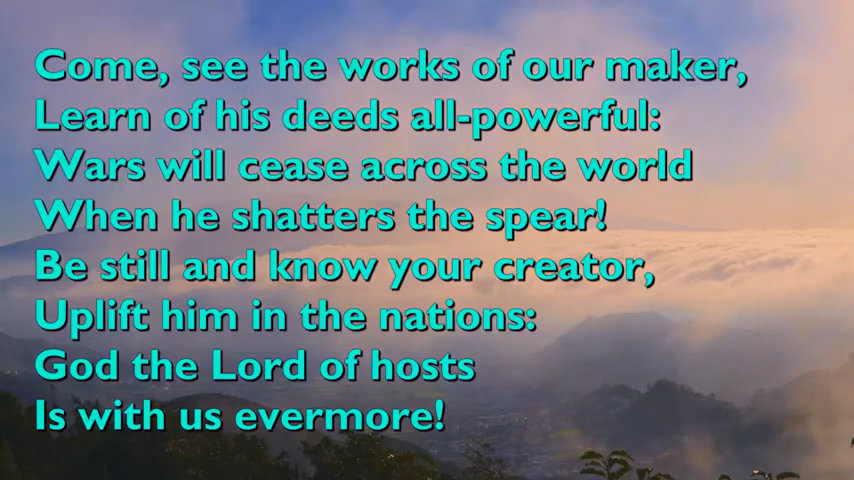 Come, see the works of our maker,
Learn of his deeds all-powerful:
Wars will cease across the world
When he shatters the spear!
Be still and know your creator,
Uplift him in the nations:
God the Lord of hosts
Is with us evermore!